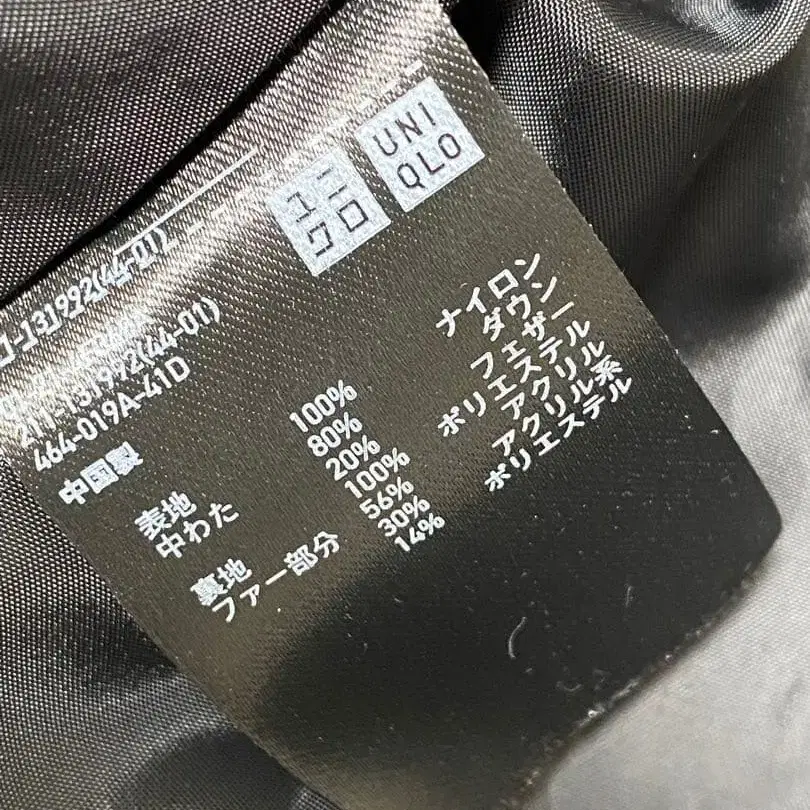 ユニ
クロ
UNI
QLO
-131992(44-01)
211-131992(44-01)
464-019A-41D
中国製
表地 100% ナイロン
中わた 80% ダウン
20% フェザー
裏地 100% ポリエステル
ファー部分 56% アクリル
30% アクリル系
14% ポリエステル